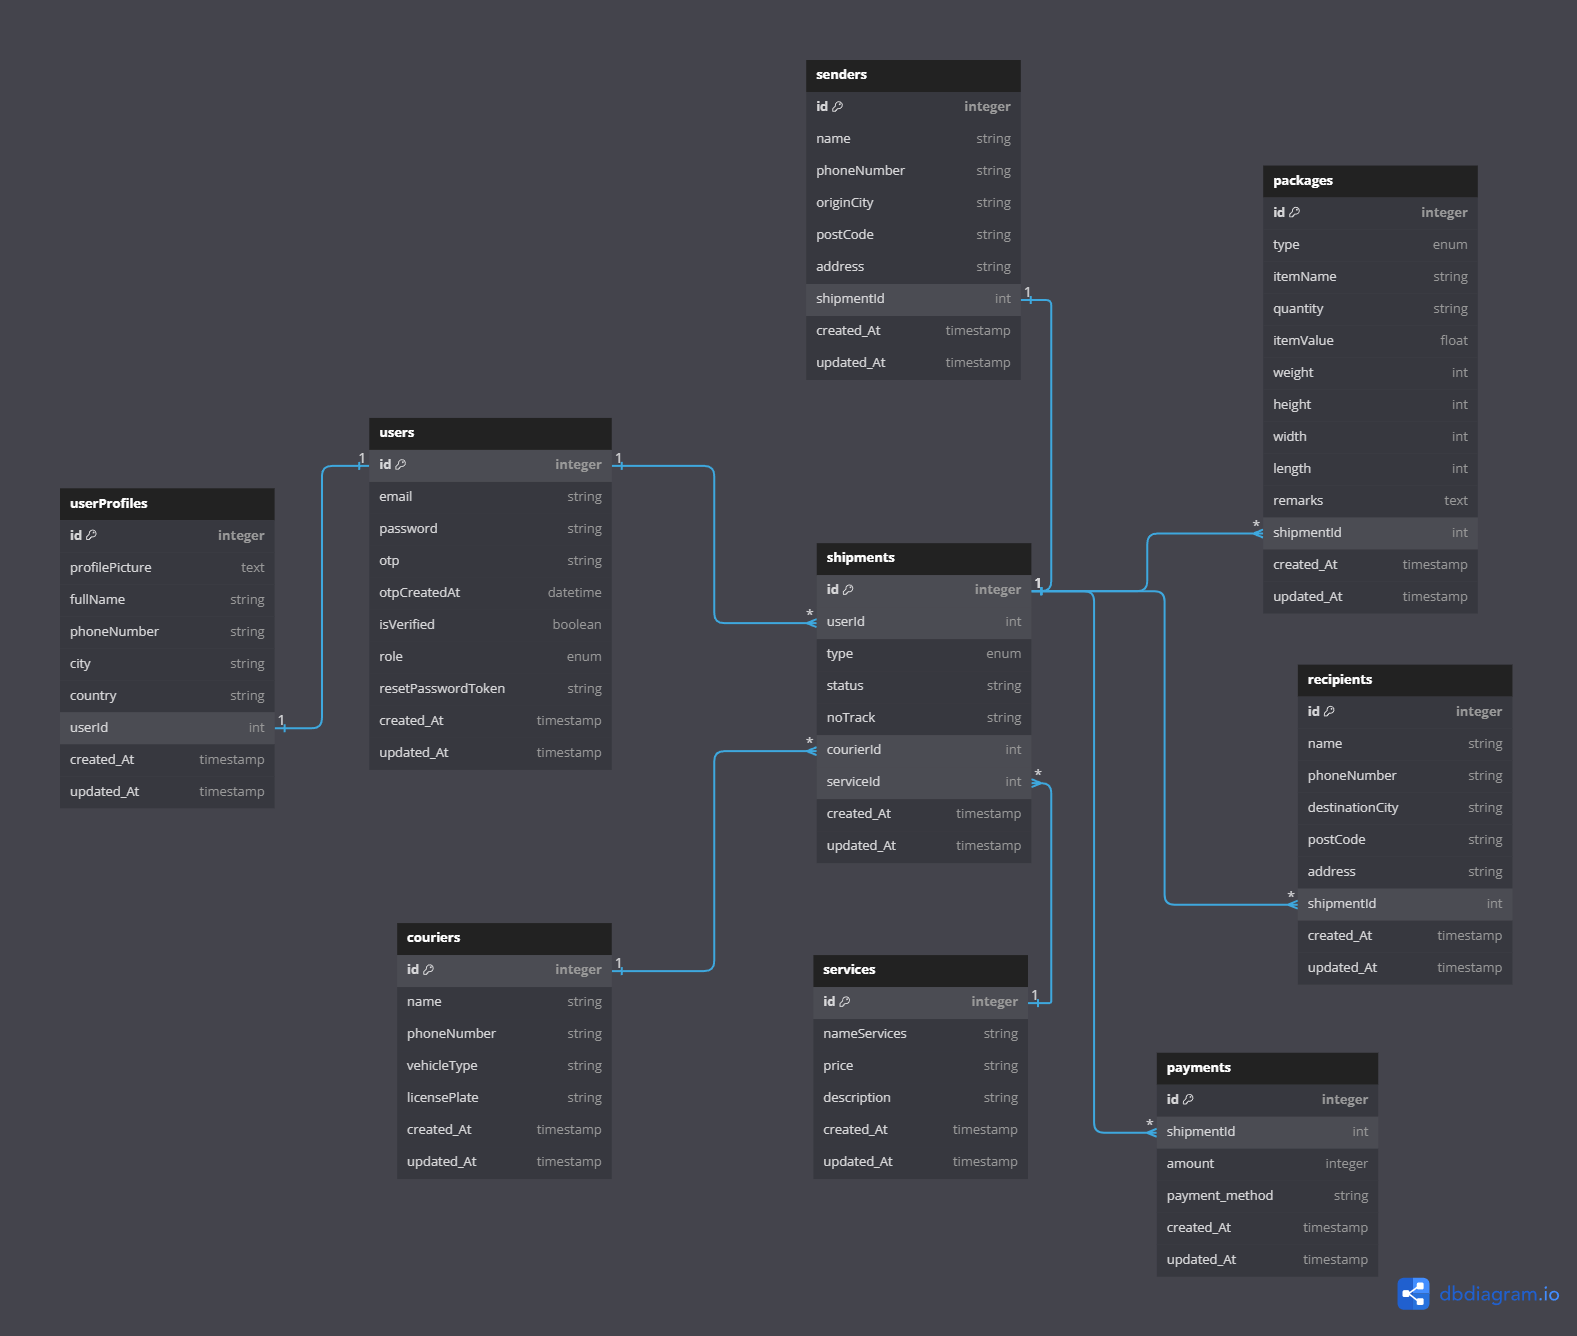 senders
id integer
name string
phoneNumber string
originCity string
postCode string
address string
shipmentId int
1
created_At timestamp
updated_At timestamp
packages
id integer
type enum
itemName string
quantity string
itemValue float
weight int
height int
width int
length int
remarks text
*
shipmentId int
created_At timestamp
updated_At timestamp
users
1
id integer
1
email string
password string
otp string
otpCreatedAt datetime
isVerified boolean
role enum
resetPasswordToken string
created_At timestamp
updated_At timestamp
userProfiles
id integer
profilePicture text
fullName string
phoneNumber string
city string
country string
userId int
1
created_At timestamp
updated_At timestamp
shipments
id integer
1
*
userId int
type enum
status string
noTrack string
*
courierId int
serviceId int
*
created_At timestamp
updated_At timestamp
recipients
id integer
name string
phoneNumber string
destinationCity string
postCode string
address string
*
shipmentId int
created_At timestamp
updated_At timestamp
couriers
id integer
1
name string
phoneNumber string
vehicleType string
licensePlate string
created_At timestamp
updated_At timestamp
services
id integer
1
nameServices string
price string
description string
created_At timestamp
updated_At timestamp
payments
id integer
*
shipmentId int
amount integer
payment_method string
created_At timestamp
updated_At timestamp
dbdiagram.io